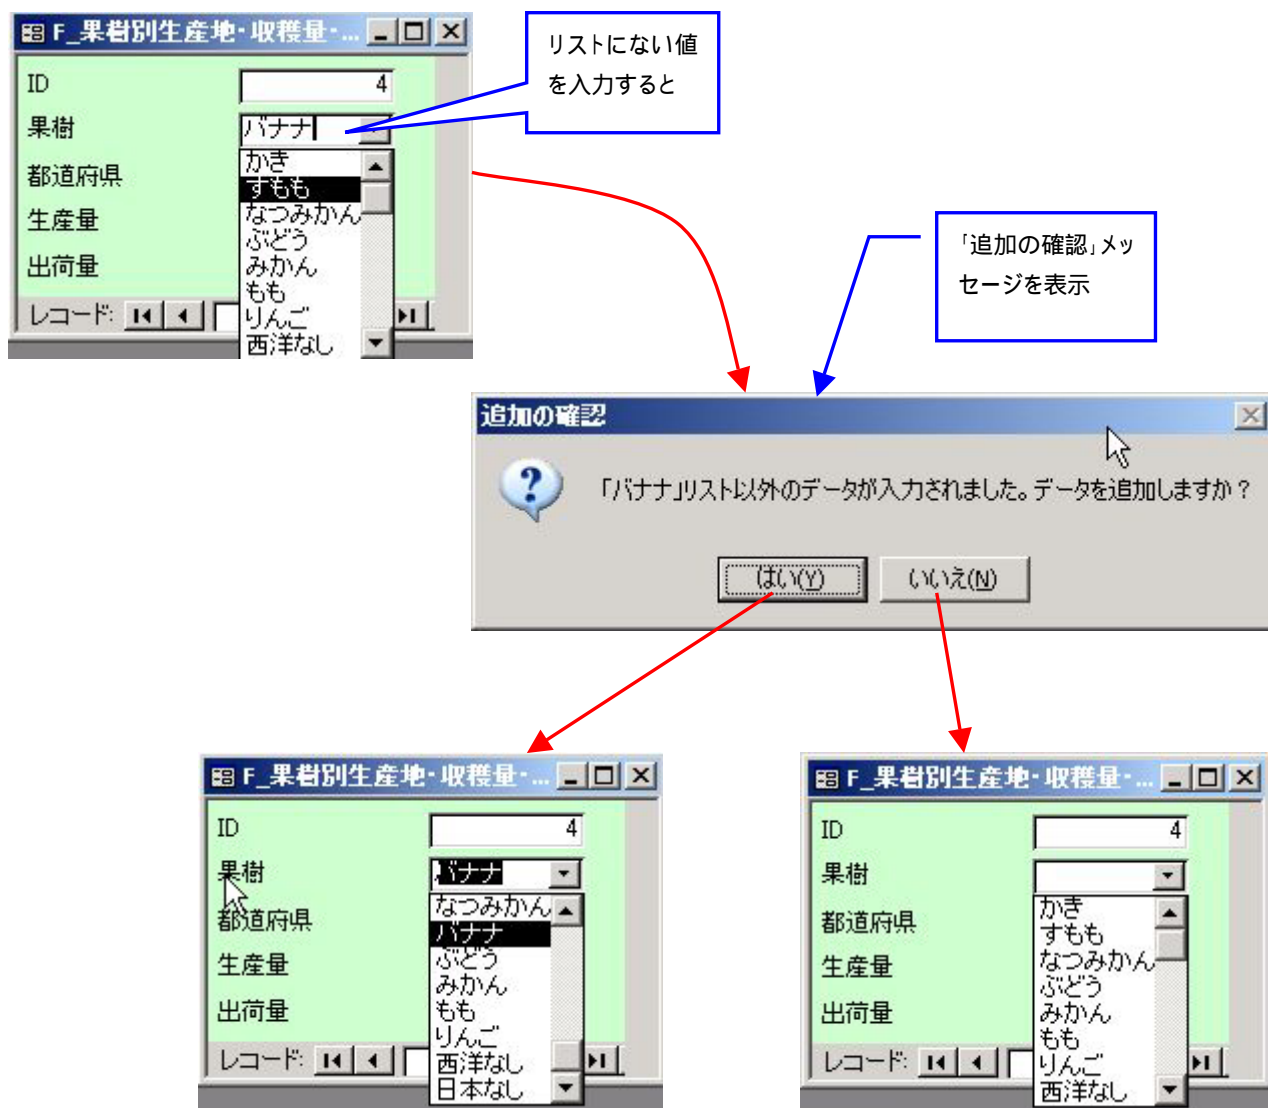 F_果樹別生産地・収穫量・...
ID
4
果樹
バナナ
都道府県
生産量
出荷量
かき
すもも
なつみかん
ぶどう
みかん
もも
りんご
西洋なし
レコード:
リストにない値
を入力すると
「追加の確認」メッ
セージを表示
追加の確認
「バナナ」リスト以外のデータが入力されました。データを追加しますか？
はい(Y)
いいえ(N)
F_果樹別生産地・収穫量・...
ID
4
果樹
バナナ
都道府県
生産量
出荷量
なつみかん
バナナ
ぶどう
みかん
もも
りんご
西洋なし
日本なし
レコード:
F_果樹別生産地・収穫量・...
ID
4
果樹
都道府県
生産量
出荷量
かき
すもも
なつみかん
ぶどう
みかん
もも
りんご
西洋なし
レコード: